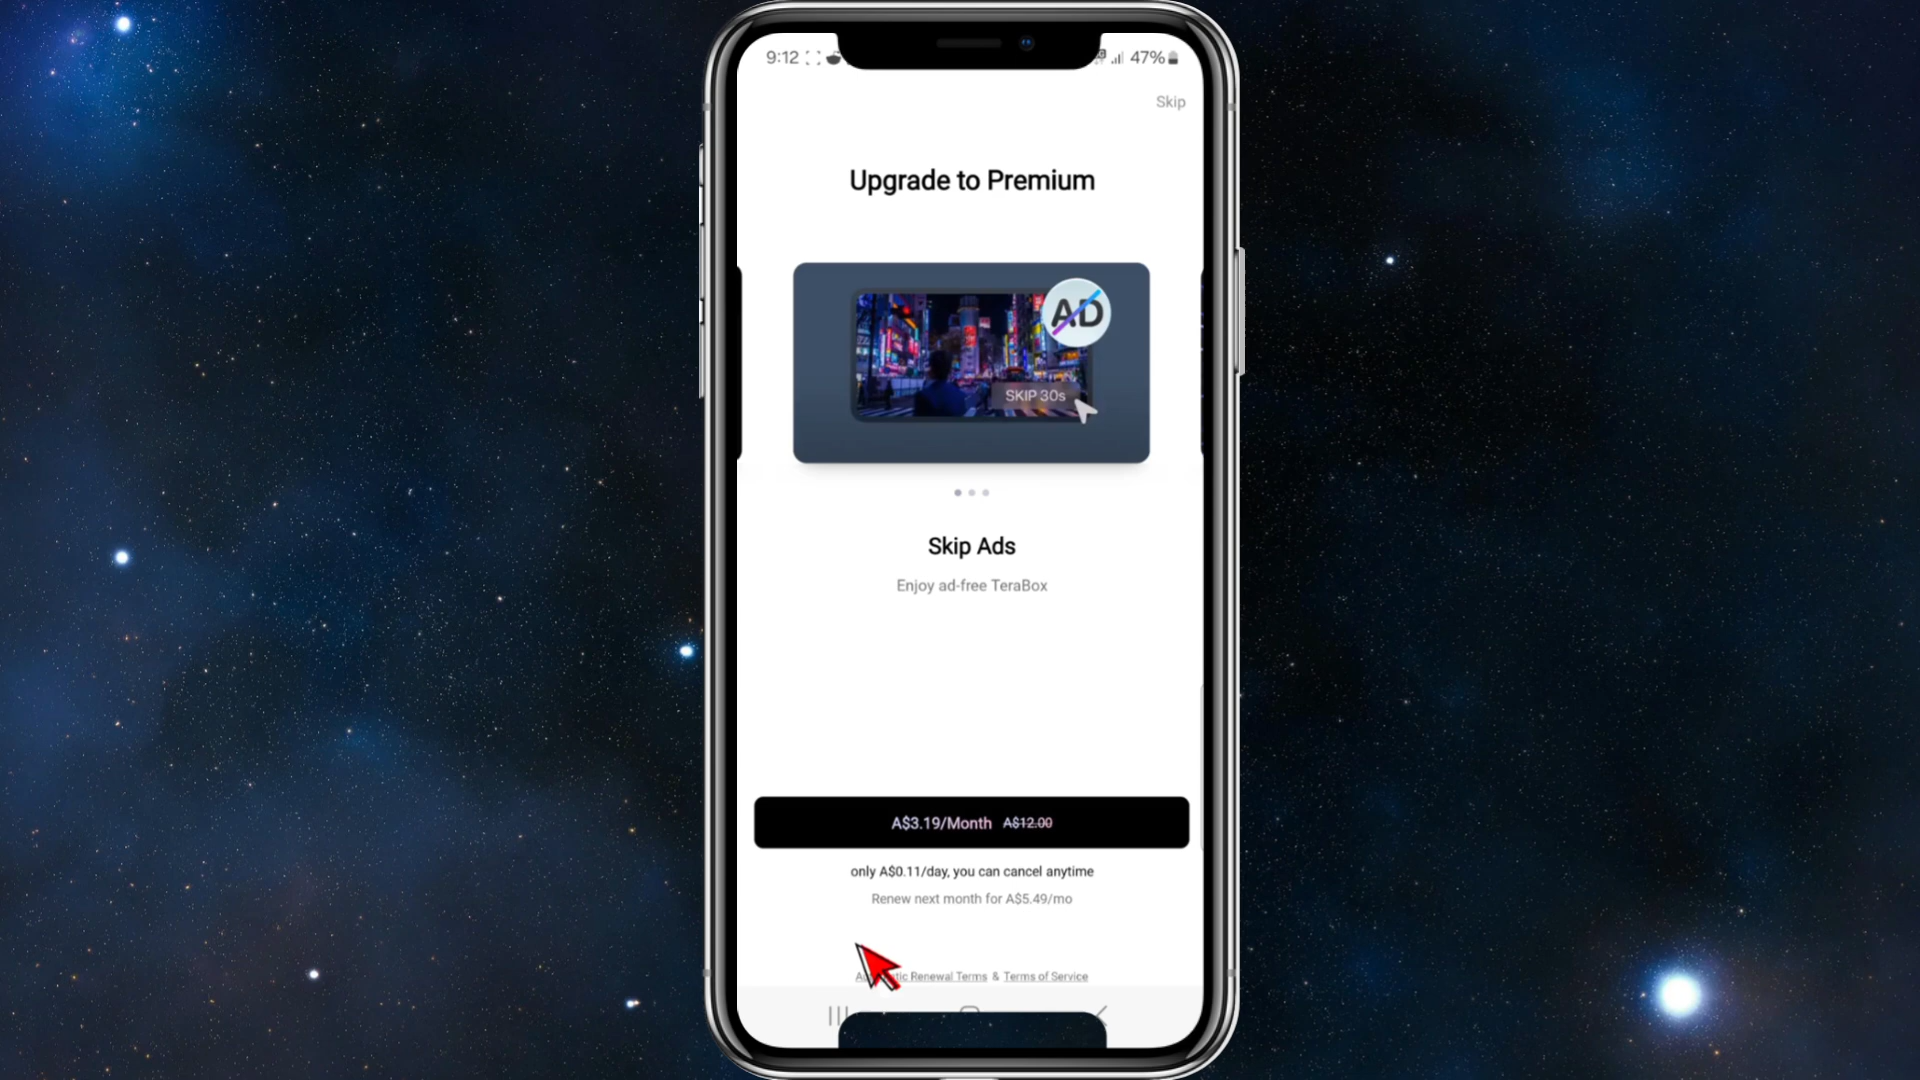 9:12
47%
Skip
Upgrade to Premium
AD
SKIP 30s
Skip Ads
Enjoy ad-free TeraBox
A$3.19/Month A$12.00
only A$0.11/day, you can cancel anytime
Renew next month for A$5.49/mo
Renewal Terms & Terms of Service